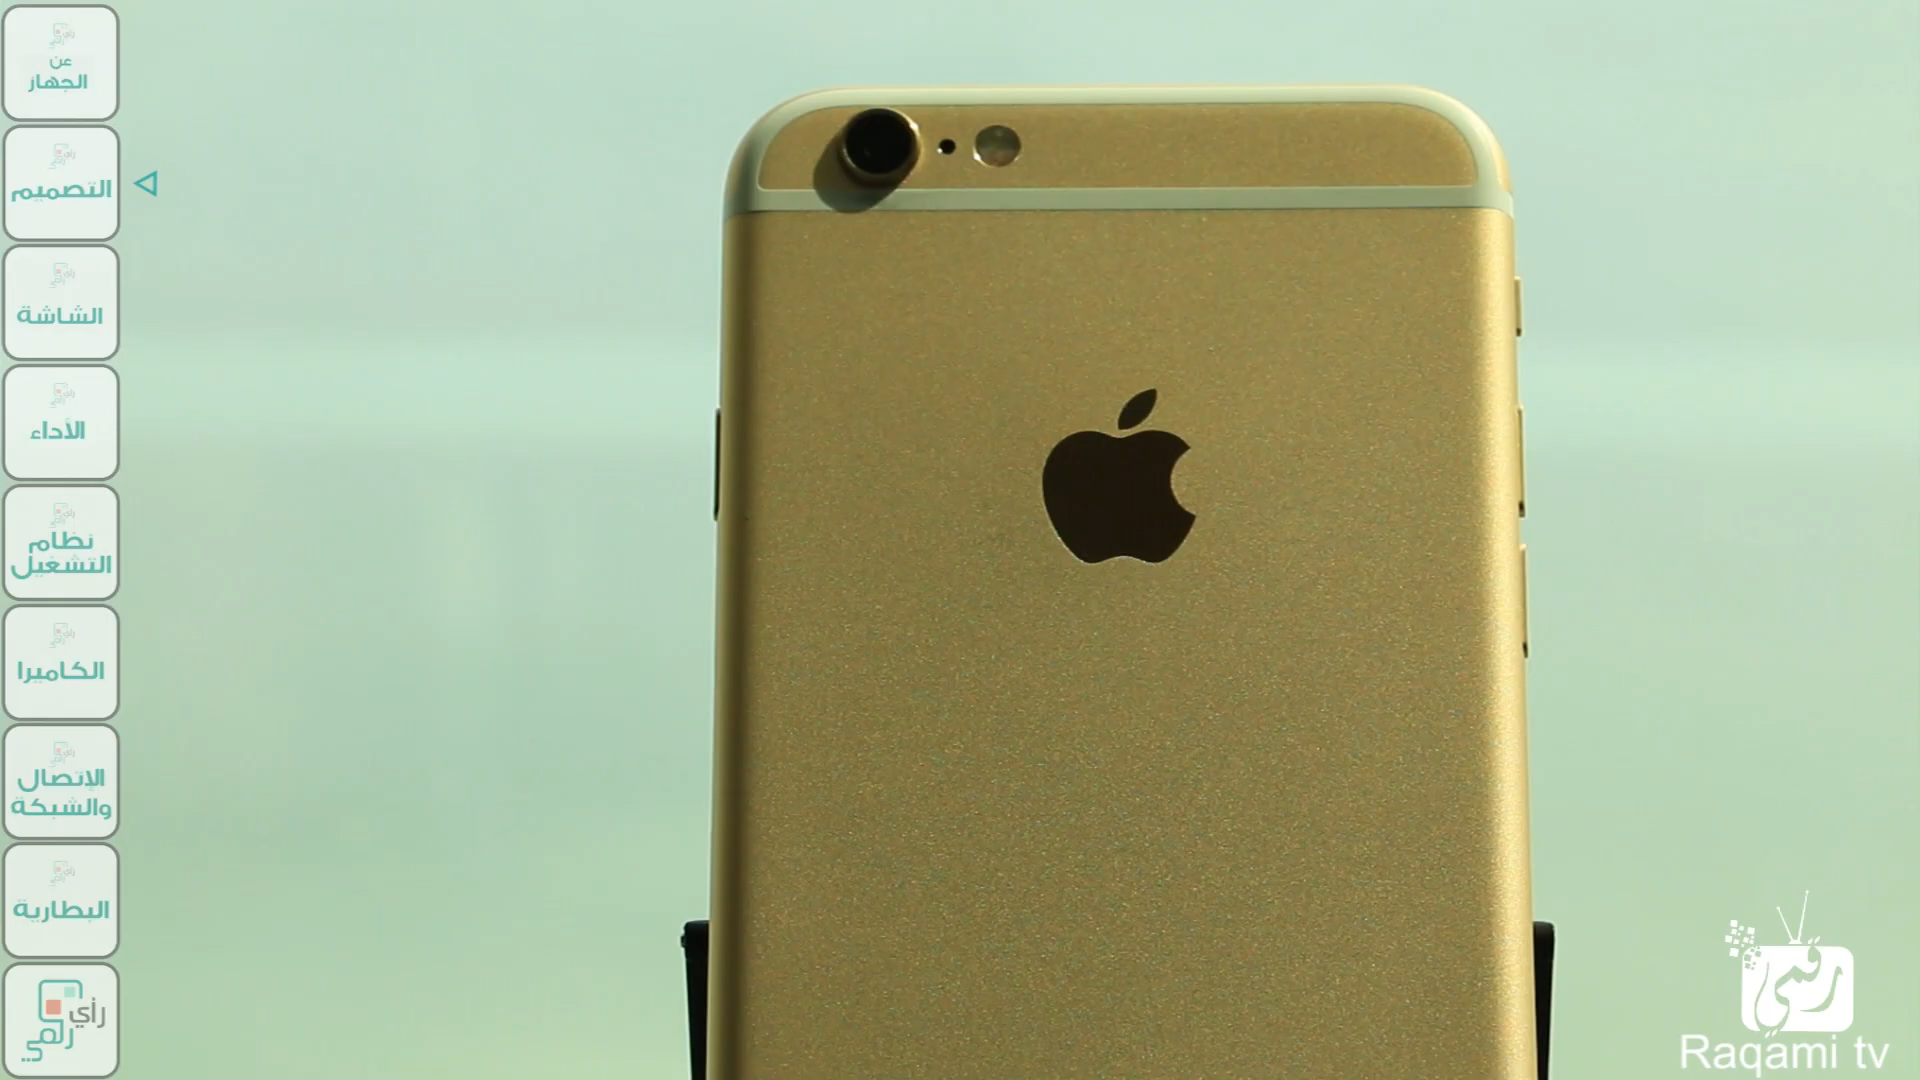 عن
الجهاز
التصميم
الشاشة
الأداء
نظام
التشغيل
الكاميرا
الإتصال
والشبكة
البطارية
رأي
رقمي
رقمي
Raqami tv